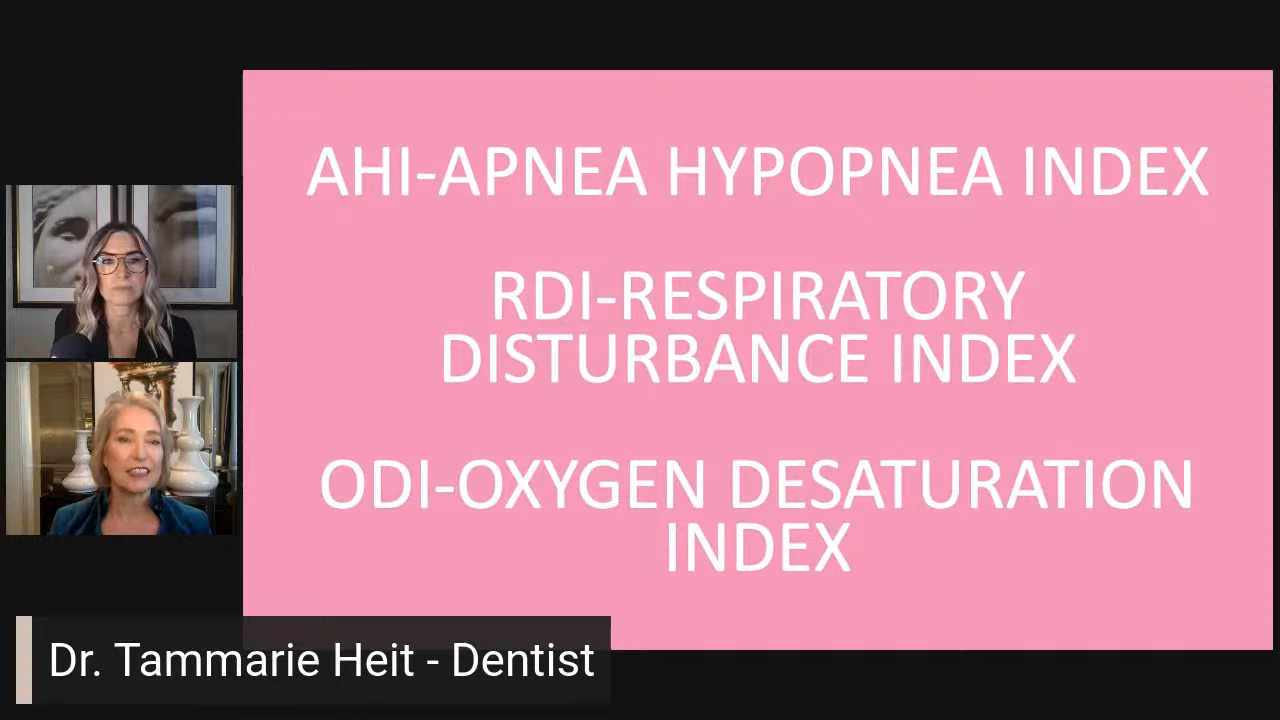 AHI-APNEA HYPOPNEA INDEX
RDI-RESPIRATORY
DISTURBANCE INDEX
ODI-OXYGEN DESATURATION
INDEX
Dr. Tammarie Heit - Dentist